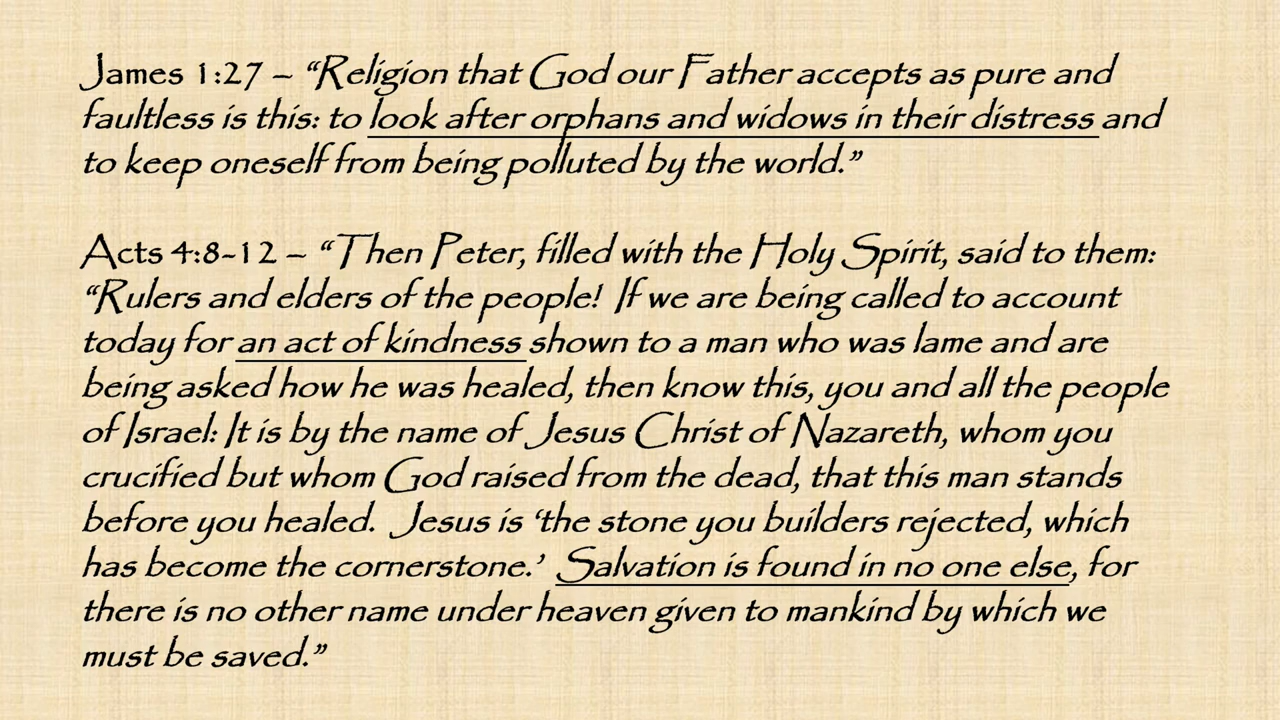 James 1:27 – “Religion that God our Father accepts as pure and
faultless is this: to look after orphans and widows in their distress and
to keep oneself from being polluted by the world.”
Acts 4:8-12 – “Then Peter, filled with the Holy Spirit, said to them:
“Rulers and elders of the people!  If we are being called to account
today for an act of kindness shown to a man who was lame and are
being asked how he was healed, then know this, you and all the people
of Israel: It is by the name of Jesus Christ of Nazareth, whom you
crucified but whom God raised from the dead, that this man stands
before you healed.  Jesus is ‘the stone you builders rejected, which
has become the cornerstone.’  Salvation is found in no one else, for
there is no other name under heaven given to mankind by which we
must be saved.”